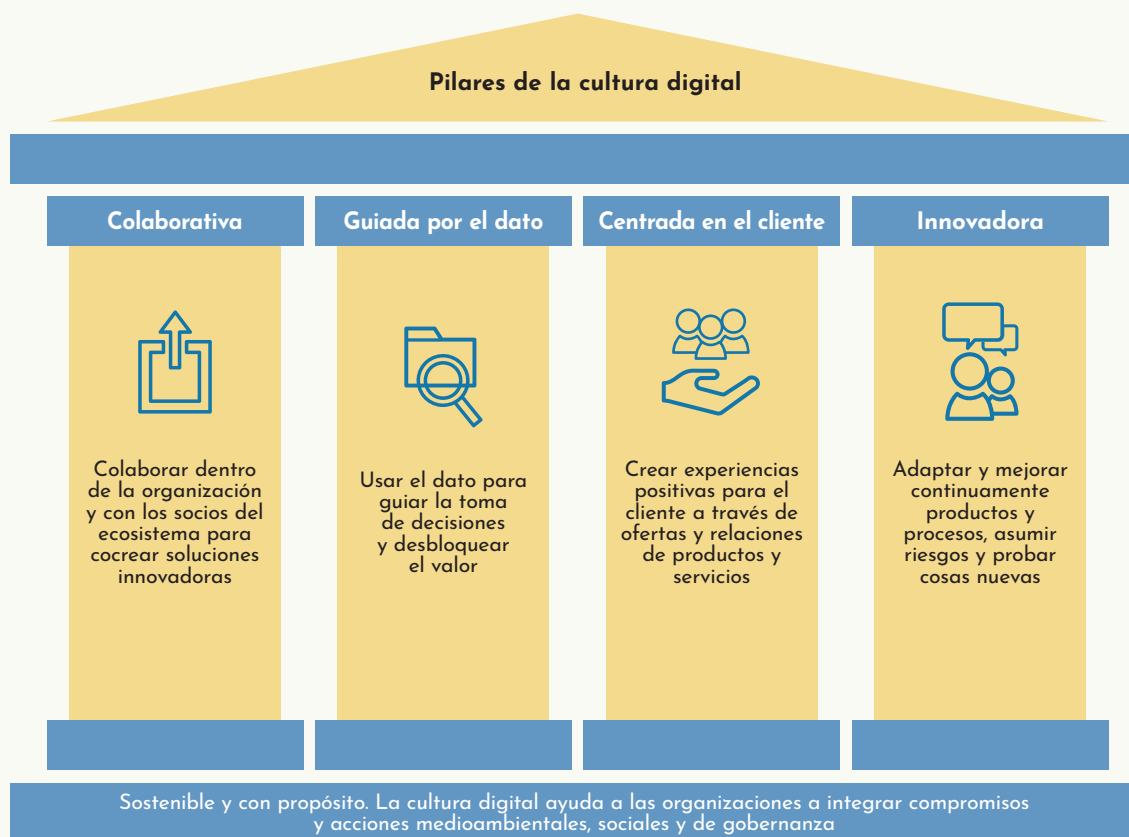 Pilares de la cultura digital
Colaborativa
Colaborar dentro
de la organización
y con los socios del
ecosistema para
cocrear soluciones
innovadoras
Guiada por el dato
Usar el dato para
guiar la toma
de decisiones
y desbloquear
el valor
Centrada en el cliente
Crear experiencias
positivas para el
cliente a través de
ofertas y relaciones
de productos y
servicios
Innovadora
Adaptar y mejorar
continuamente
productos y
procesos, asumir
riesgos y probar
cosas nuevas
Sostenible y con propósito. La cultura digital ayuda a las organizaciones a integrar compromisos
y acciones medioambientales, sociales y de gobernanza